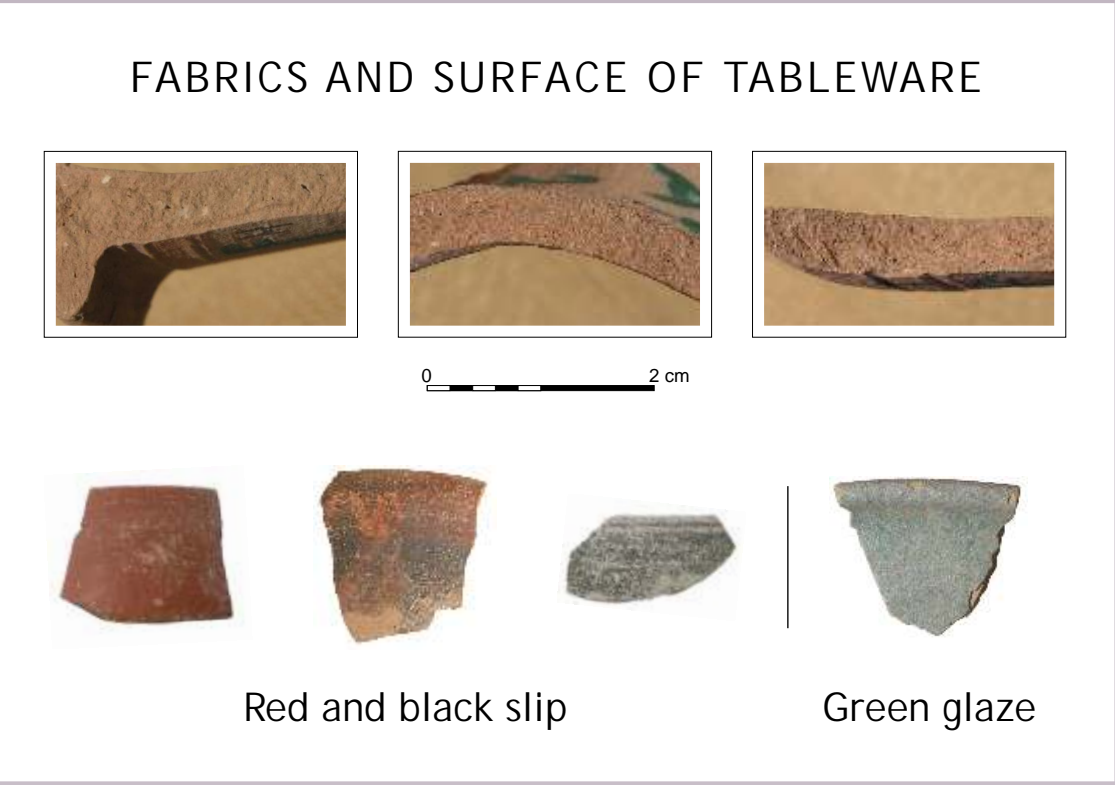 FABRICS AND SURFACE OF TABLEWARE
0 2 cm
Red and black slip
Green glaze